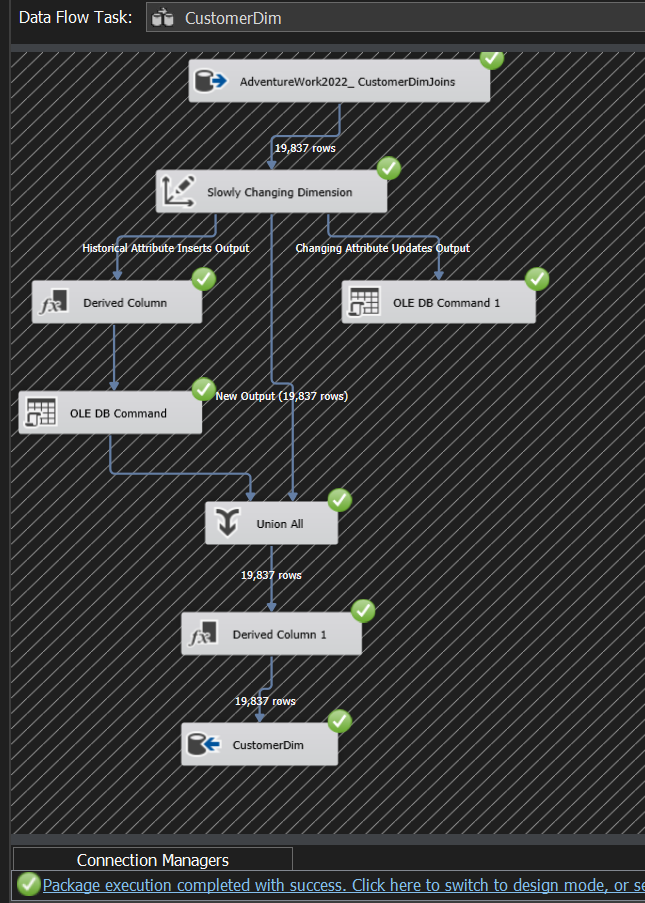 Data Flow Task: CustomerDim
AdventureWork2022_ CustomerDimJoins
19,837 rows
Slowly Changing Dimension
Historical Attribute Inserts Output
Changing Attribute Updates Output
Derived Column
OLE DB Command 1
New Output (19,837 rows)
OLE DB Command
Union All
19,837 rows
Derived Column 1
19,837 rows
CustomerDim
Connection Managers
Package execution completed with success. Click here to switch to design mode, or se